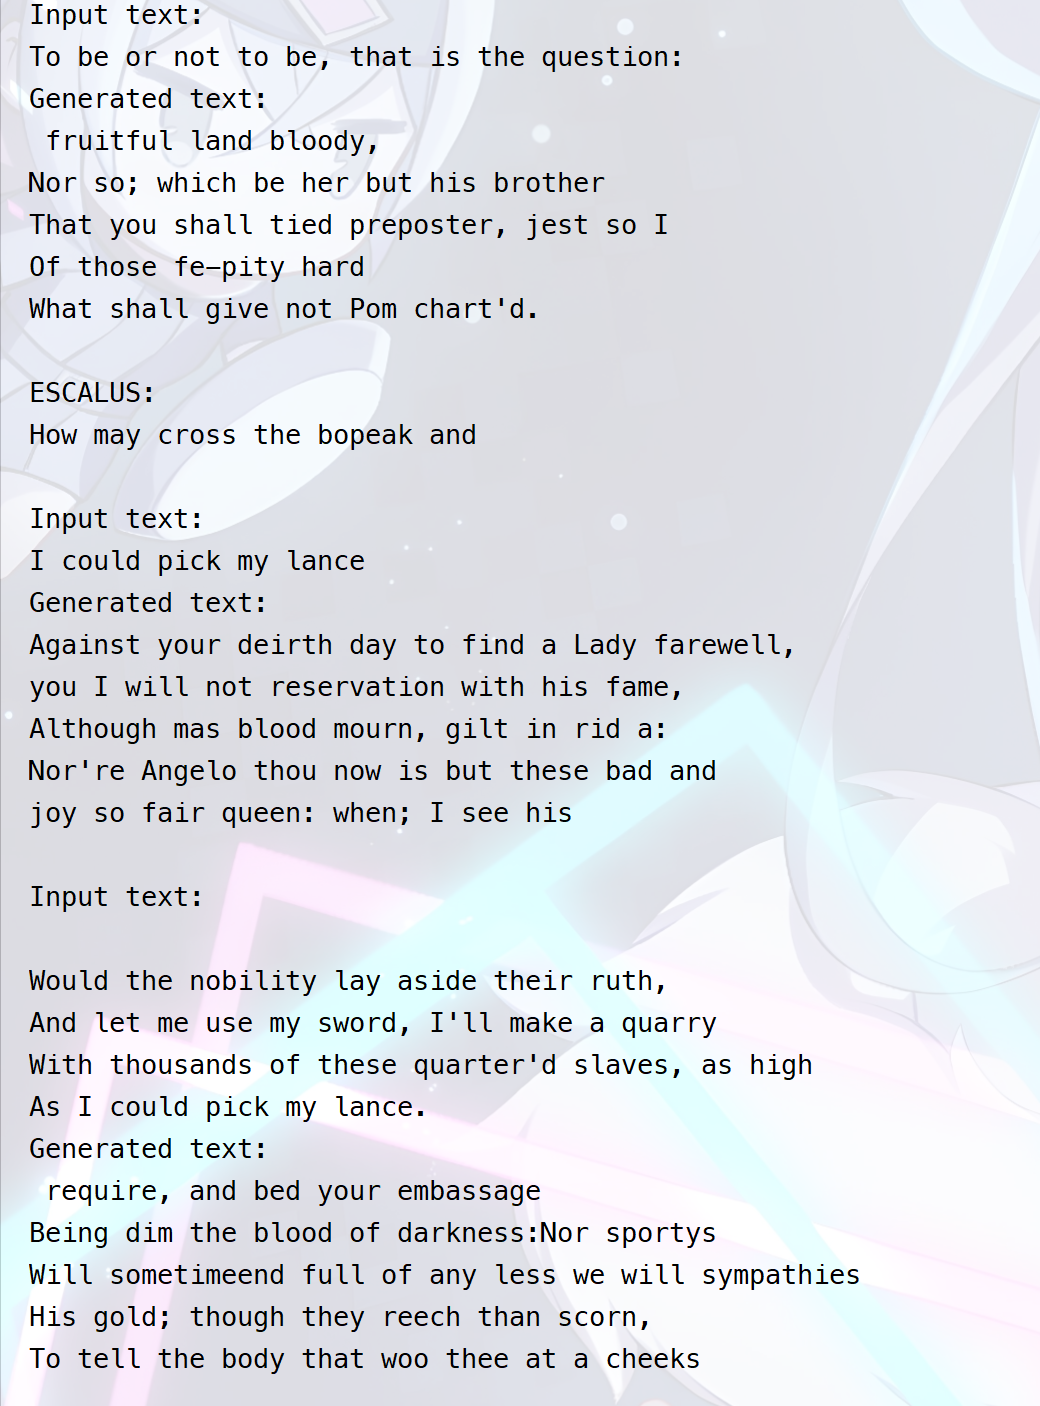 Input text:
To be or not to be, that is the question:
Generated text:
 fruitful land bloody,
Nor so; which be her but his brother
That you shall tied preposter, jest so I
Of those fe-pity hard
What shall give not Pom chart'd.

ESCALUS:
How may cross the bopeak and

Input text:
I could pick my lance
Generated text:
Against your deirth day to find a Lady farewell,
you I will not reservation with his fame,
Although mas blood mourn, gilt in rid a:
Nor're Angelo thou now is but these bad and
joy so fair queen: when; I see his

Input text:

Would the nobility lay aside their ruth,
And let me use my sword, I'll make a quarry
With thousands of these quarter'd slaves, as high
As I could pick my lance.
Generated text:
 require, and bed your embassage
Being dim the blood of darkness:Nor sportys
Will sometimeend full of any less we will sympathies
His gold; though they reech than scorn,
To tell the body that woo thee at a cheeks